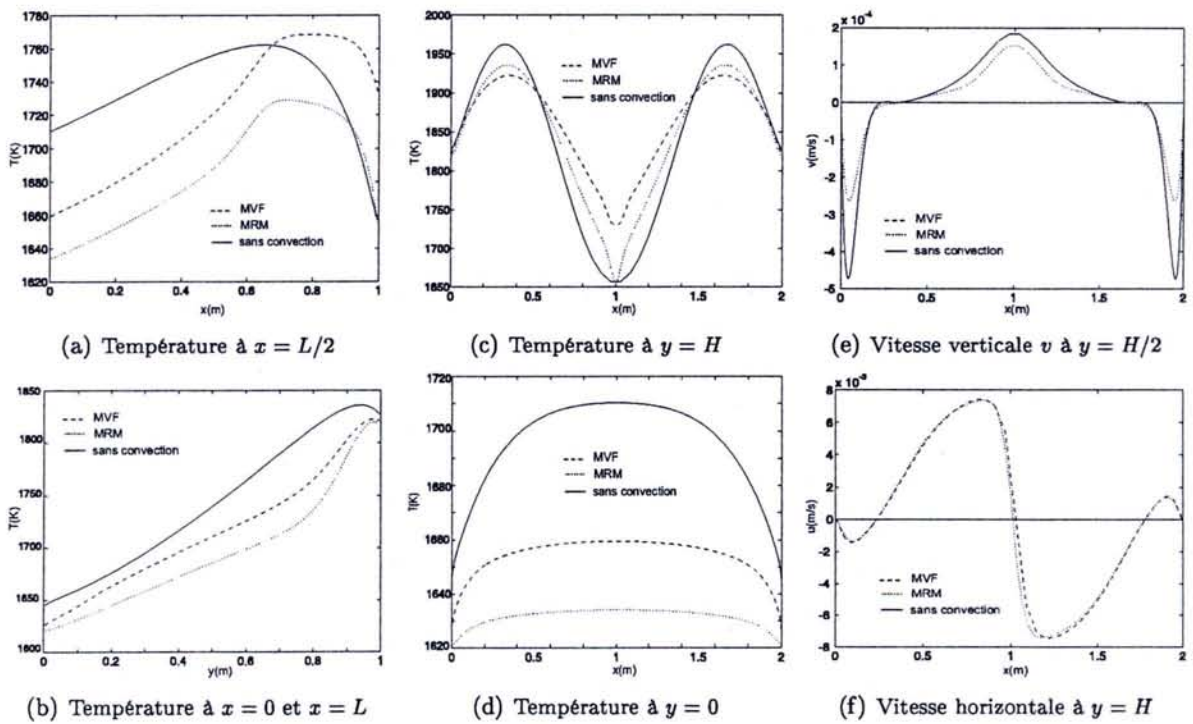 1780
1760
1740
1720
1700
1680
1660
1640
1620
T(K)
MVF
MRM
sans convection
0
0.2
0.4
0.6
0.8
1
x(m)
(a) Température à x = L/2
2000
1950
1900
1850
1800
1750
1700
1650
T(K)
MVF
MRM
sans convection
0
0.5
1
1.5
2
x(m)
(c) Température à y = H
x 10⁻⁴
2
1
0
-1
-2
-3
-4
-5
v(m/s)
MVF
MRM
sans convection
0
0.5
1
1.5
2
x(m)
(e) Vitesse verticale v à y = H/2
1850
1800
1750
1700
1650
1600
T(K)
MVF
MRM
sans convection
0
0.2
0.4
0.6
0.8
1
y(m)
(b) Température à x = 0 et x = L
1720
1700
1680
1660
1640
1620
T(K)
MVF
MRM
sans convection
0
0.5
1
1.5
2
x(m)
(d) Température à y = 0
8
x 10⁻³
4
0
-2
-4
-6
-8
u(m/s)
MVF
MRM
sans convection
0
0.5
1
1.5
2
x(m)
(f) Vitesse horizontale à y = H